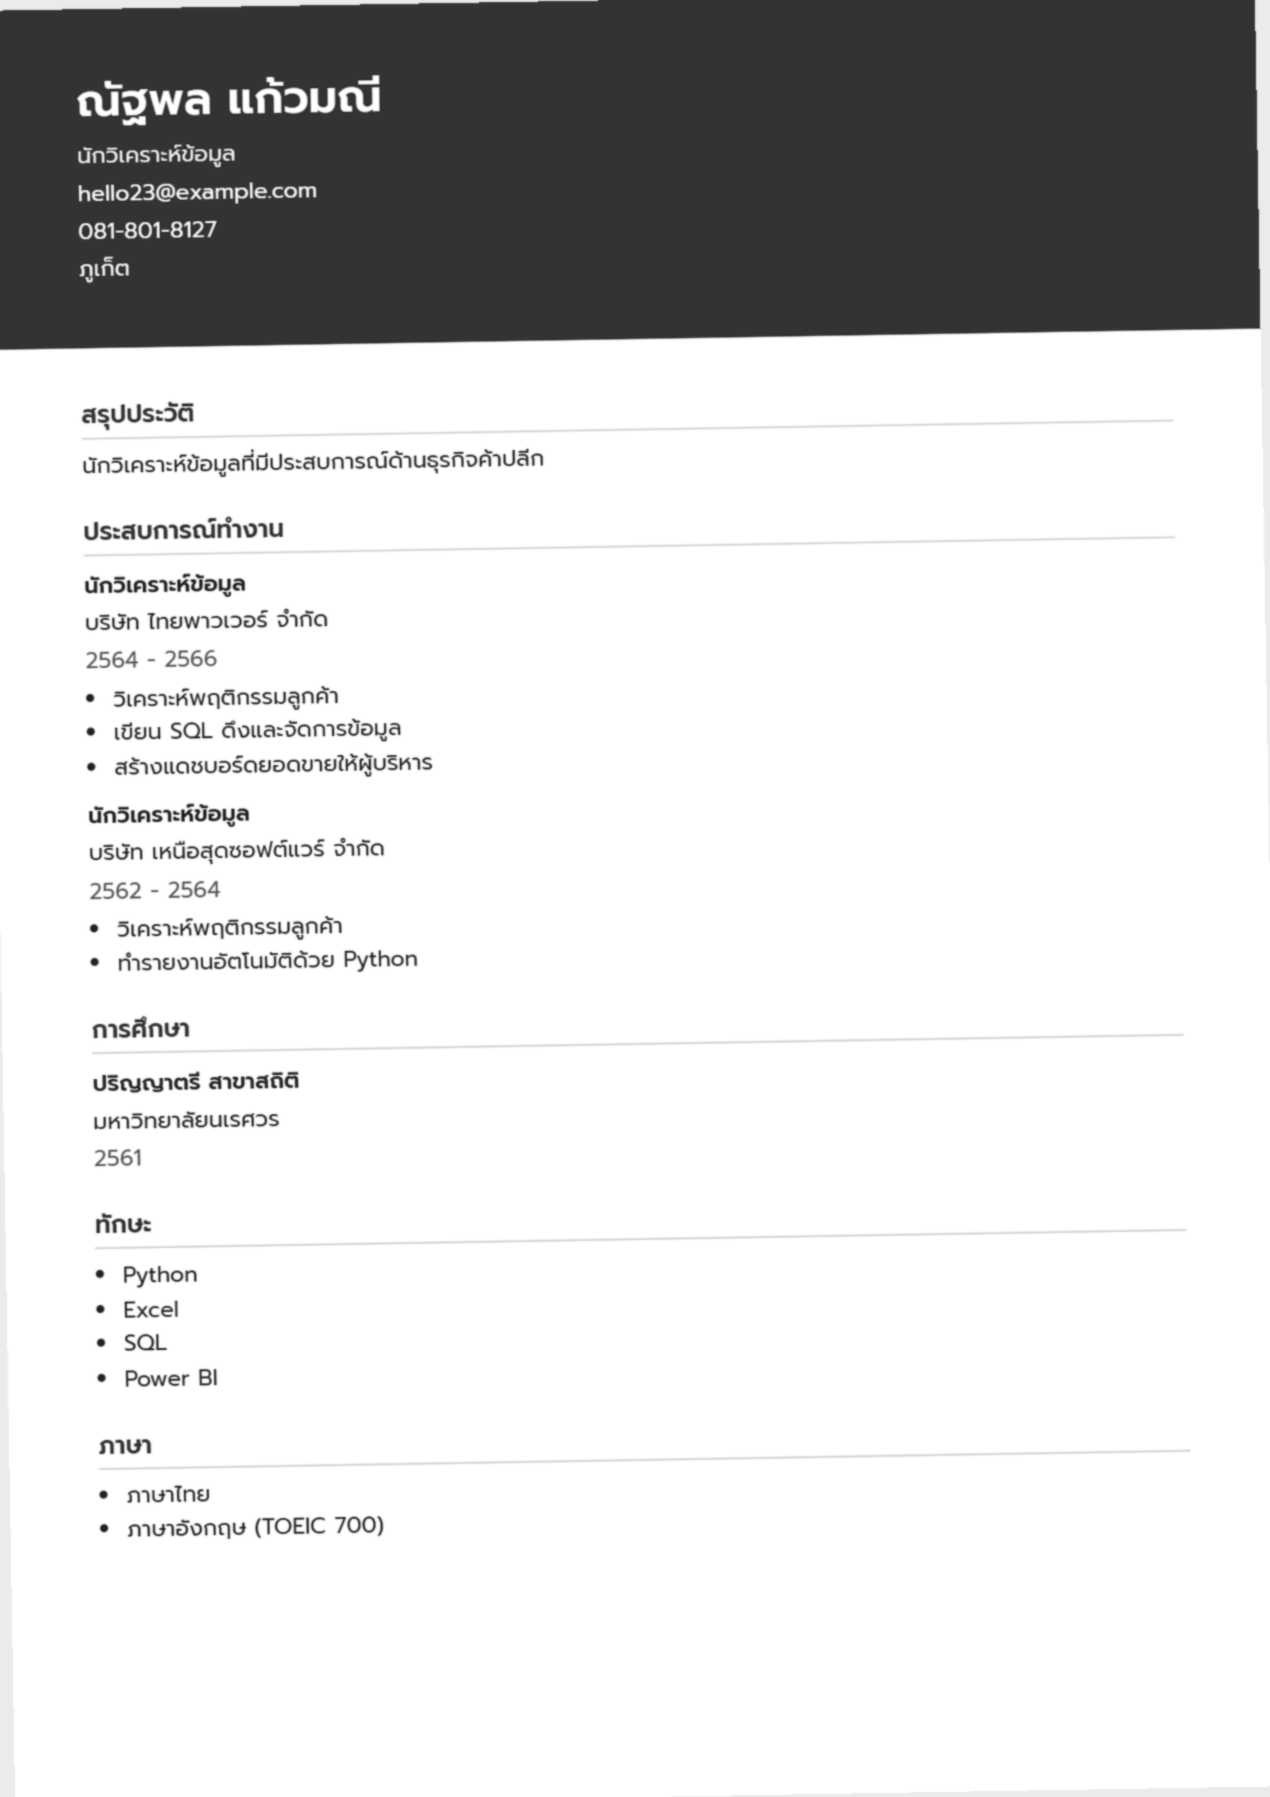 ณัฐพล แก้วมณี
นักวิเคราะห์ข้อมูล
hello23@example.com
081-801-8127
ภูเก็ต
สรุปประวัติ
นักวิเคราะห์ข้อมูลที่มีประสบการณ์ด้านธุรกิจค้าปลีก
ประสบการณ์ทำงาน
นักวิเคราะห์ข้อมูล
บริษัท ไทยพาวเวอร์ จำกัด
2564 - 2566
• วิเคราะห์พฤติกรรมลูกค้า
• เขียน SQL ดึงและจัดการข้อมูล
• สร้างแดชบอร์ดยอดขายให้ผู้บริหาร
นักวิเคราะห์ข้อมูล
บริษัท เหนือสุดซอฟต์แวร์ จำกัด
2562 - 2564
• วิเคราะห์พฤติกรรมลูกค้า
• ทำรายงานอัตโนมัติด้วย Python
การศึกษา
ปริญญาตรี สาขาสถิติ
มหาวิทยาลัยนเรศวร
2561
ทักษะ
• Python
• Excel
• SQL
• Power BI
ภาษา
• ภาษาไทย
• ภาษาอังกฤษ (TOEIC 700)